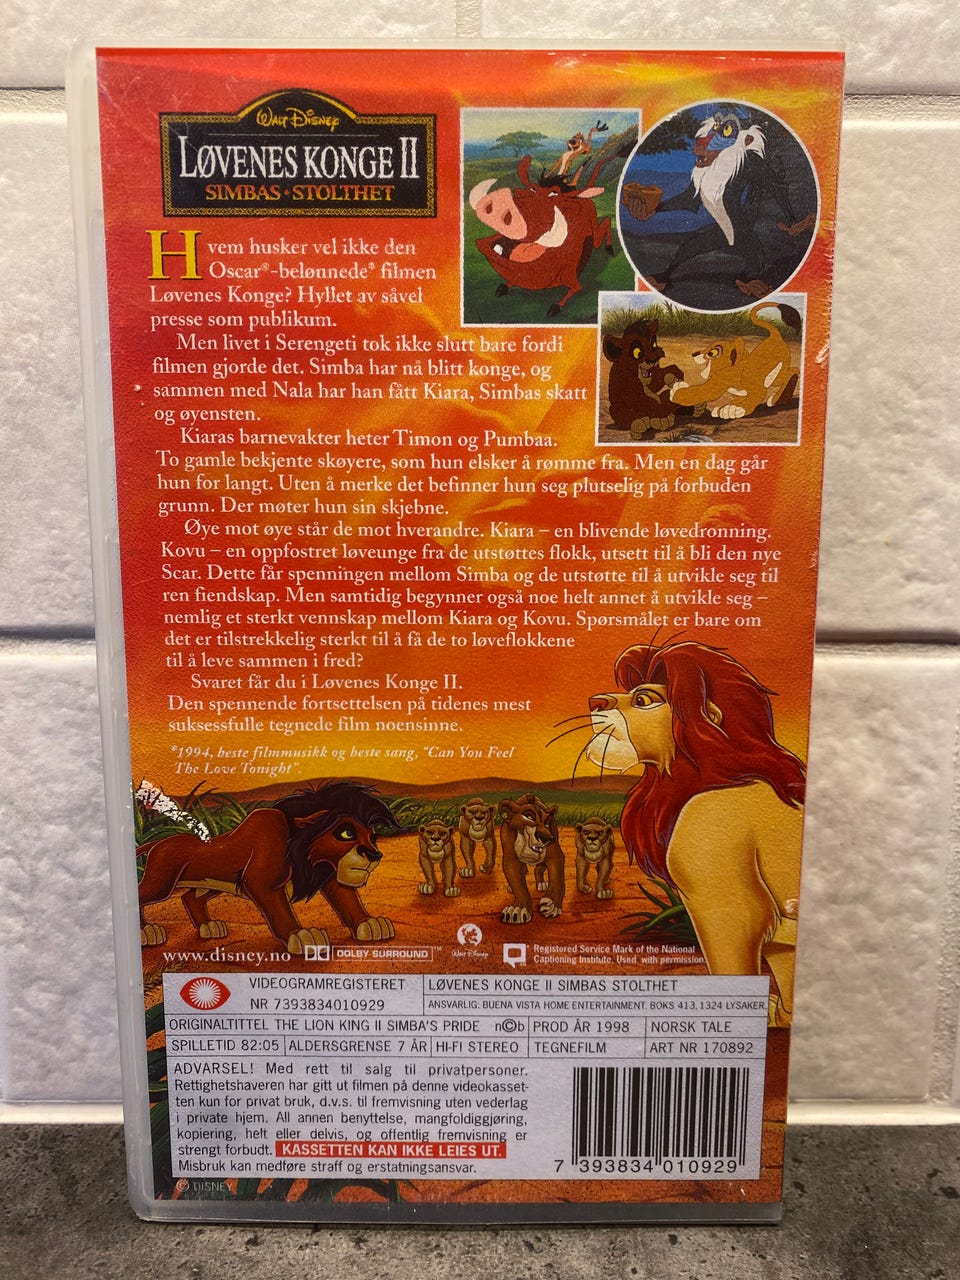 WALT DISNEY
LØVENES KONGE II
SIMBAS • STOLTHET
Hvem husker vel ikke den
Oscar®-belønnede* filmen
Løvenes Konge? Hyllet av såvel
presse som publikum.
Men livet i Serengeti tok ikke slutt bare fordi
filmen gjorde det. Simba har nå blitt konge, og
sammen med Nala har han fått Kiara, Simbas skatt
og øyensten.
Kiaras barnevakter heter Timon og Pumbaa.
To gamle bekjente skøyere, som hun elsker å rømme fra. Men en dag går
hun for langt. Uten å merke det befinner hun seg plutselig på forbuden
grunn. Der møter hun sin skjebne.
Øye mot øye står de mot hverandre. Kiara – en blivende løvedronning.
Kovu – en oppfostret løveunge fra de utstøttes flokk, utsett til å bli den nye
Scar. Dette får spenningen mellom Simba og de utstøtte til å utvikle seg til
ren fiendskap. Men samtidig begynner også noe helt annet å utvikle seg –
nemlig et sterkt vennskap mellom Kiara og Kovu. Spørsmålet er bare om
det er tilstrekkelig sterkt til å få de to løveflokkene
til å leve sammen i fred?
Svaret får du i Løvenes Konge II.
Den spennende fortsettelsen på tidenes mest
suksessfulle tegnede film noensinne.
*1994, beste filmmusikk og beste sang, "Can You Feel
The Love Tonight".
www.disney.no DOLBY SURROUND™ WALT DISNEY Registered Service Mark of the National
Captioning Institute. Used with permission.
VIDEOGRAMREGISTERET
NR 7393834010929
LØVENES KONGE II SIMBAS STOLTHET
ANSVARLIG: BUENA VISTA HOME ENTERTAINMENT. BOKS 413, 1324 LYSAKER.
ORIGINALTITTEL THE LION KING II SIMBA'S PRIDE n©b PROD ÅR 1998 NORSK TALE
SPILLETID 82:05 ALDERSGRENSE 7 ÅR HI-FI STEREO TEGNEFILM ART NR 170892
ADVARSEL! Med rett til salg til privatpersoner.
Rettighetshaveren har gitt ut filmen på denne videokasset-
ten kun for privat bruk, d.v.s. til fremvisning uten vederlag
i private hjem. All annen benyttelse, mangfoldiggjøring,
kopiering, helt eller delvis, og offentlig fremvisning er
strengt forbudt. KASSETTEN KAN IKKE LEIES UT.
Misbruk kan medføre straff og erstatningsansvar.
7 393834 010929
© DISNEY